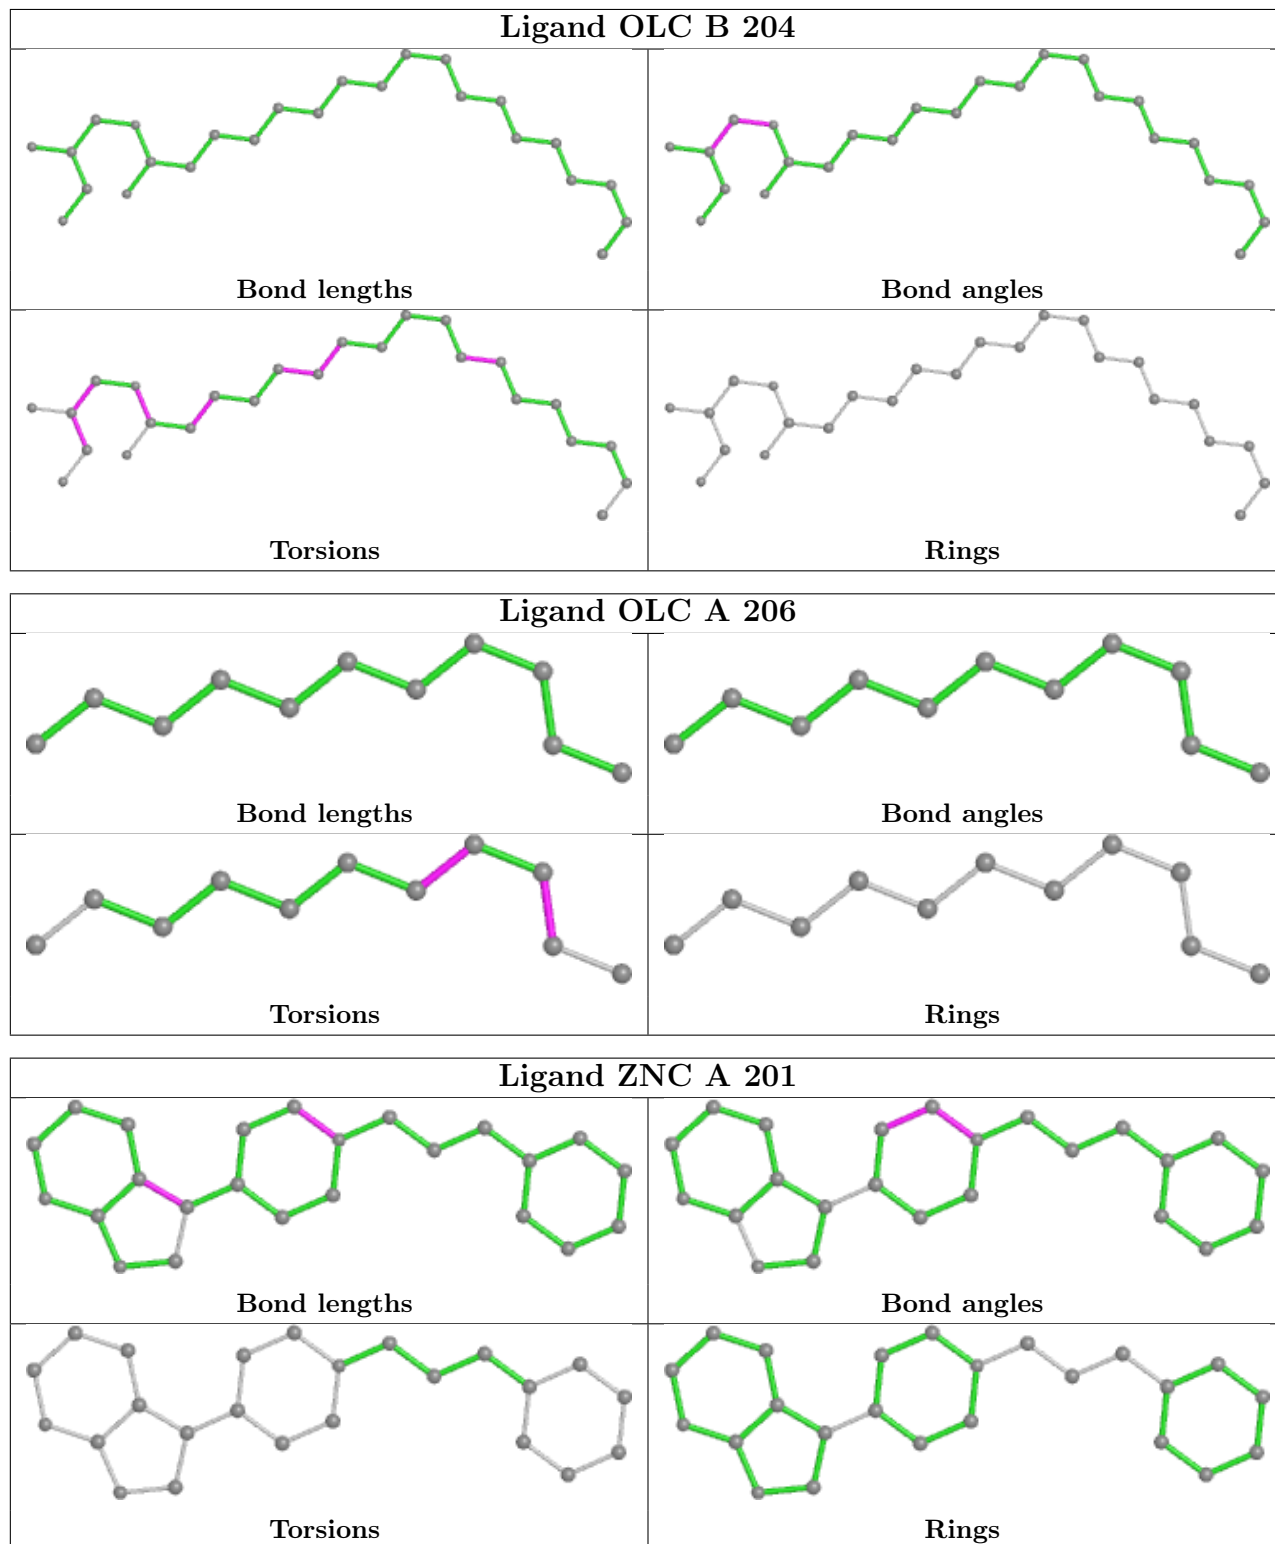 Ligand OLC B 204
Bond lengths
Bond angles
Torsions
Rings
Ligand OLC A 206
Bond lengths
Bond angles
Torsions
Rings
Ligand ZNC A 201
Bond lengths
Bond angles
Torsions
Rings